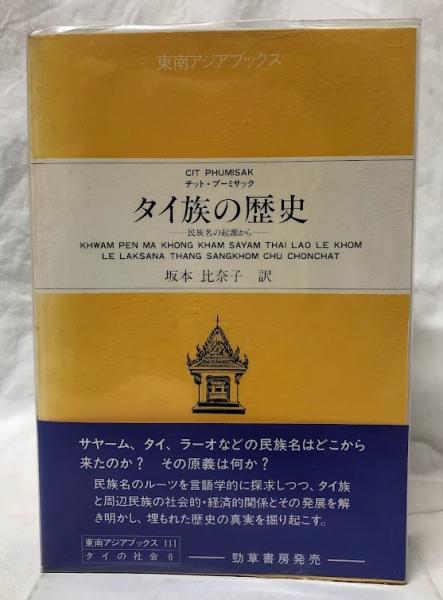 東南アジアブックス
CIT PHUMISAK
チット・プーミサック
タイ族の歴史
―民族名の起源から―
KHWAM PEN MA KHONG KHAM SAYAM THAI LAO LE KHOM
LE LAKSANA THANG SANGKHOM CHU CHONCHAT
坂本 比奈子 訳
サヤーム、タイ、ラーオなどの民族名はどこから
来たのか? その原義は何か?
民族名のルーツを言語学的に探求しつつ、タイ族
と周辺民族の社会的・経済的関係とその発展を解
き明かし、埋もれた歴史の真実を掘り起こす。
東南アジアブックス 111
タイの社会 6
―勁草書房発売―